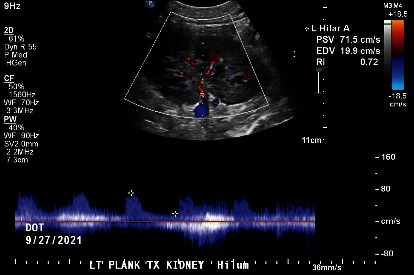 9Hz
P
M3 M4
+18.5
-18.5
cm/s
2D
61%
Dyn R 55
P Med
HGen
CF
50%
1560Hz
WF 70Hz
3.3MHz
PW
40%
WF 90Hz
SV2.0mm
2.2MHz
7.3cm
L Hilar A
PSV 71.5 cm/s
EDV 19.9 cm/s
RI 0.72
11cm
160
80
cm/s
-80
DOT
9/27/2021
LT PLANK TX KIDNEY Hilum
36mm/s